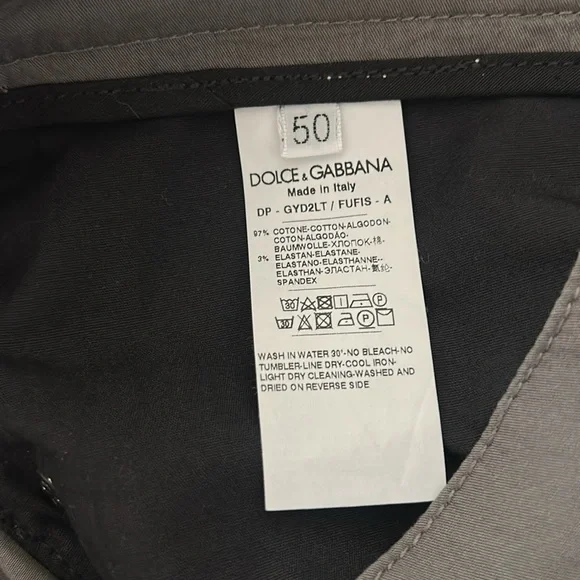 50
DOLCE & GABBANA
Made in Italy
DP - GYD2LT / FUFIS - A
97% COTONE-COTTON-ALGODON-
COTON-ALGODÃO-
BAUMWOLLE-ХЛОПОК-棉-
3% ELASTAN-ELASTANE-
ELASTANO-ELASTHANNE-
ELASTHAN-ЭЛАСТАН-氨纶-
SPANDEX
30 P
30 P
WASH IN WATER 30°-NO BLEACH-NO
TUMBLER-LINE DRY-COOL IRON-
LIGHT DRY CLEANING-WASHED AND
DRIED ON REVERSE SIDE